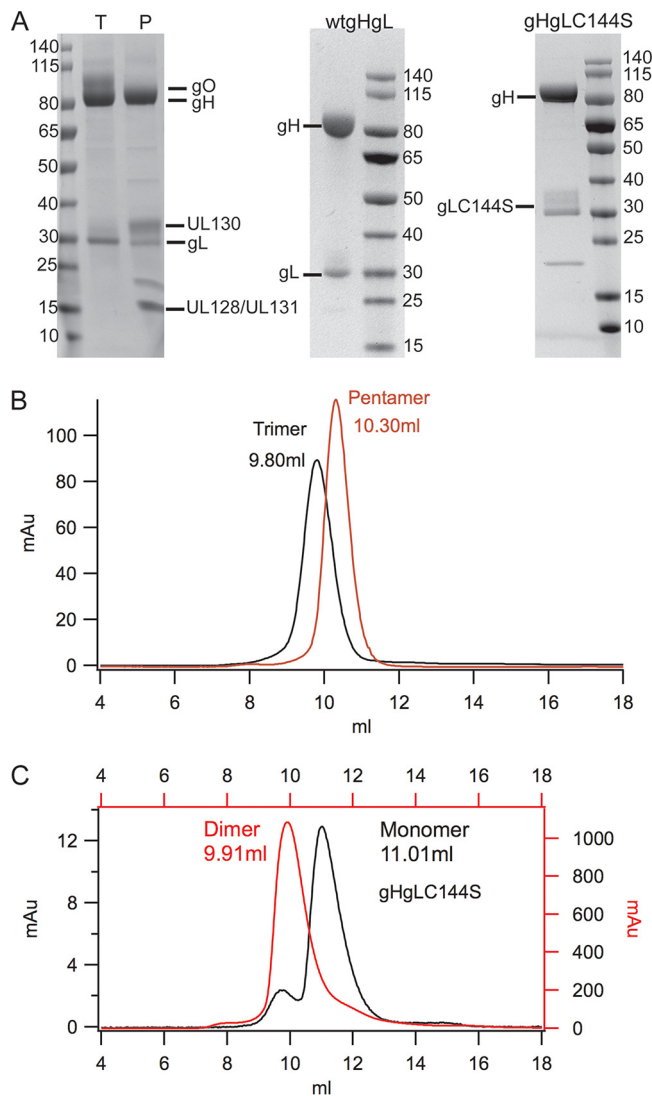 A
T P
wtgHgL
gHgLC144S
140
115
80
65
50
40
30
25
15
10
gO
gH
UL130
gL
UL128/UL131
gH
gL
140
115
80
65
50
40
30
25
15
gH
gLC144S
140
115
80
65
50
40
30
25
15
10
B
Pentamer
10.30ml
Trimer
9.80ml
100
80
60
40
20
0
mAu
4 6 8 10 12 14 16 18
ml
C
4 6 8 10 12 14 16 18
Dimer
9.91ml
Monomer
11.01ml
gHgLC144S
12
8
4
0
mAu
1000
800
600
400
200
0
mAu
4 6 8 10 12 14 16 18
ml